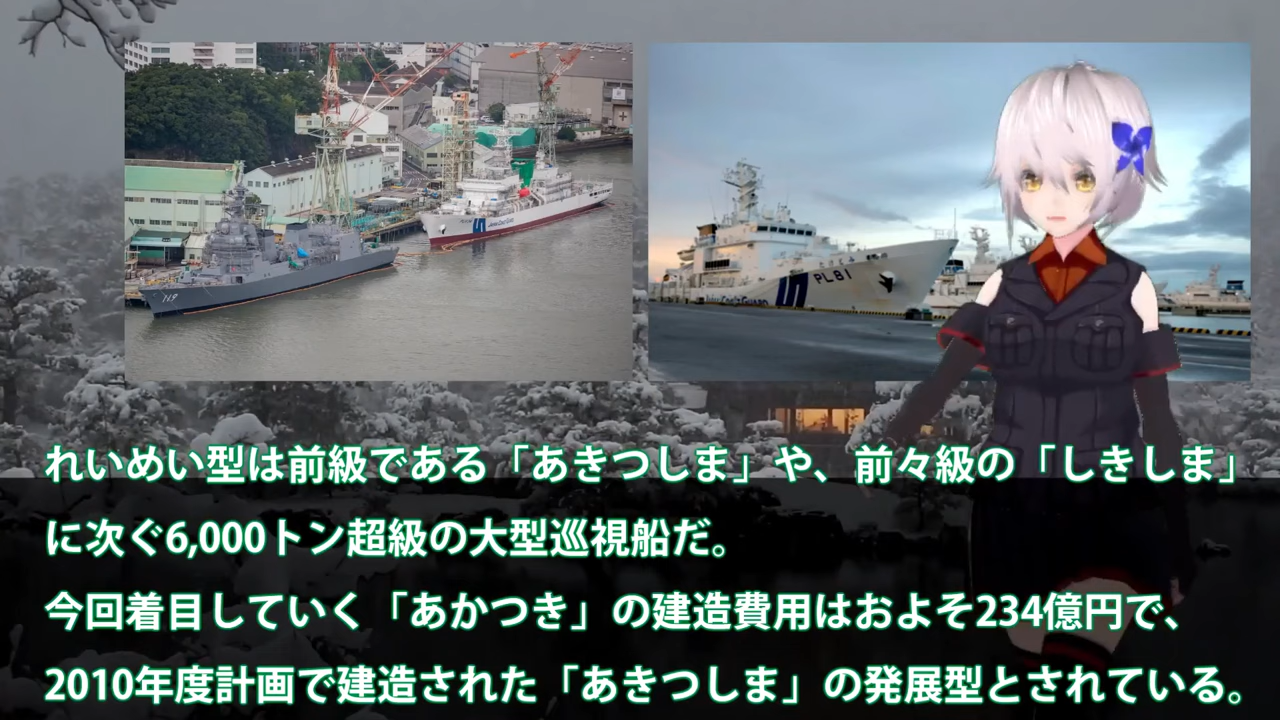 119
PL81
JAPAN COAST GUARD
れいめい型は前級である「あきつしま」や、前々級の「しきしま」
に次ぐ6,000トン超級の大型巡視船だ。
今回着目していく「あかつき」の建造費用はおよそ234億円で、
2010年度計画で建造された「あきつしま」の発展型とされている。